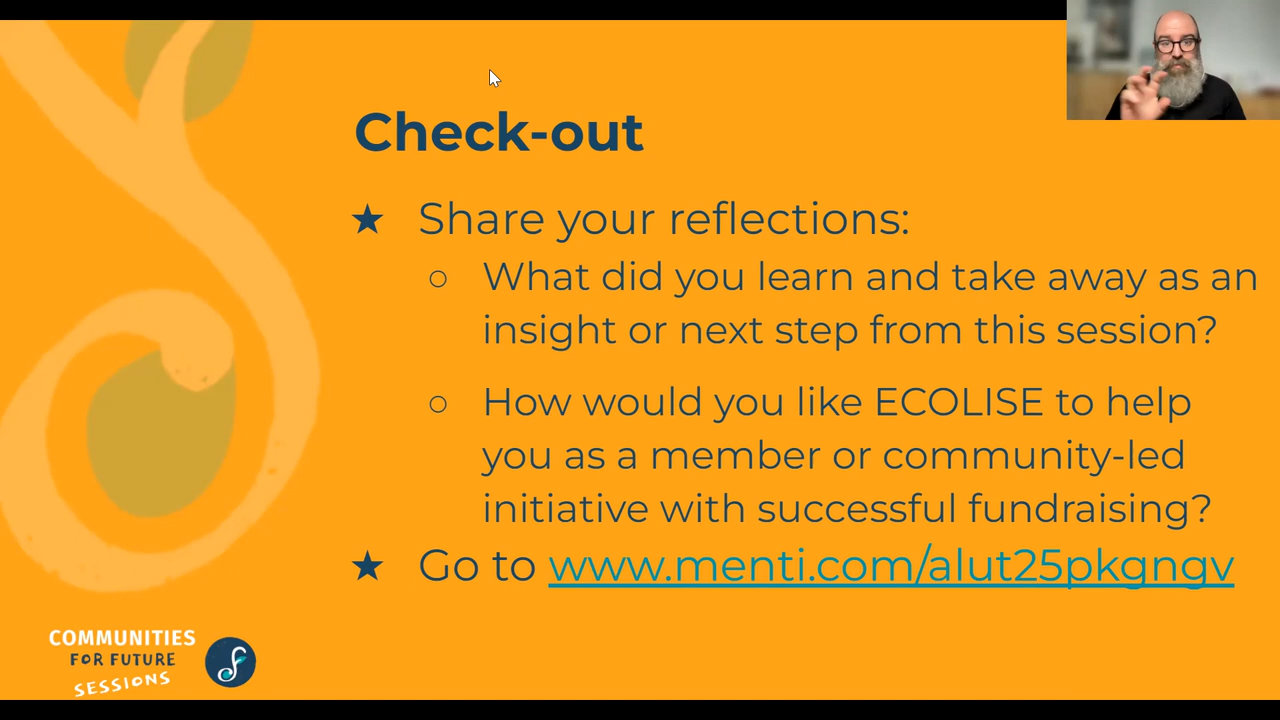 Check-out
★ Share your reflections:
○ What did you learn and take away as an
insight or next step from this session?
○ How would you like ECOLISE to help
you as a member or community-led
initiative with successful fundraising?
★ Go to www.menti.com/alut25pkgngv
COMMUNITIES
FOR FUTURE
SESSIONS